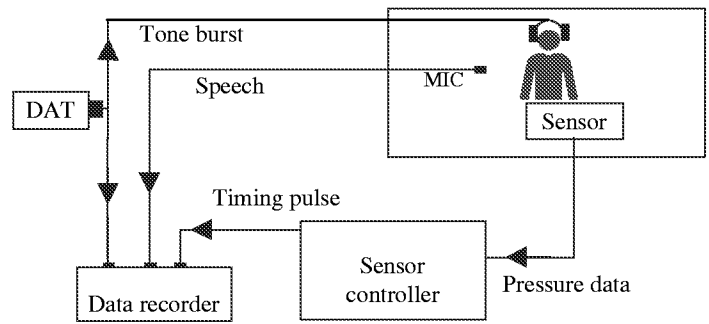 Tone burst
Speech
MIC
DAT
Sensor
Timing pulse
Sensor
controller
Pressure data
Data recorder